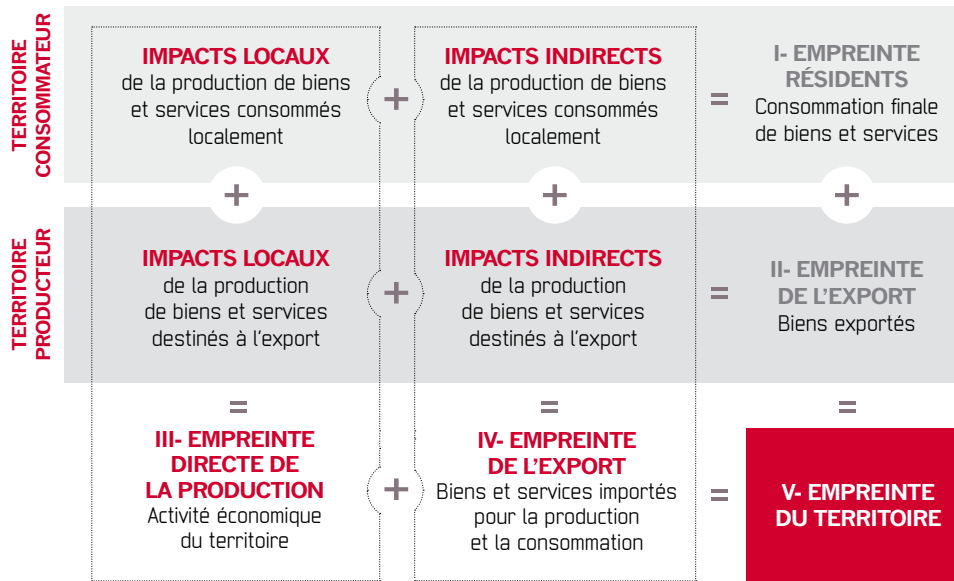 TERRITOIRE
CONSOMMATEUR
IMPACTS LOCAUX
de la production de biens
et services consommés
localement
+
IMPACTS INDIRECTS
de la production de biens
et services consommés
localement
=
I- EMPREINTE
RÉSIDENTS
Consommation finale
de biens et services
+
+
+
TERRITOIRE
PRODUCTEUR
IMPACTS LOCAUX
de la production
de biens et services
destinés à l'export
+
IMPACTS INDIRECTS
de la production
de biens et services
destinés à l'export
=
II- EMPREINTE
DE L'EXPORT
Biens exportés
=
=
=
III- EMPREINTE
DIRECTE DE
LA PRODUCTION
Activité économique
du territoire
+
IV- EMPREINTE
DE L'EXPORT
Biens et services importés
pour la production
et la consommation
=
V- EMPREINTE
DU TERRITOIRE